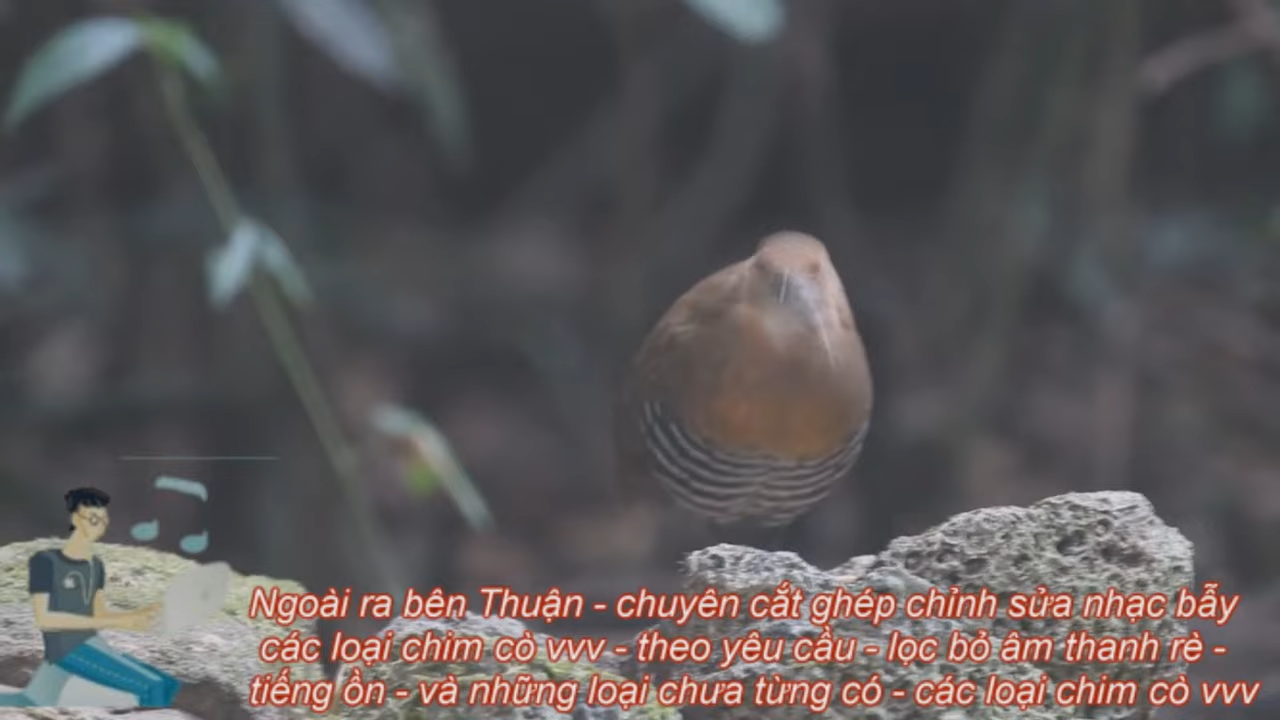 Ngoài ra bên Thuận - chuyên cắt ghép chỉnh sửa nhạc bẫy
các loại chim cò vvv - theo yêu cầu - lọc bỏ âm thanh rè -
tiếng ồn - và những loại chưa từng có - các loại chim cò vvv